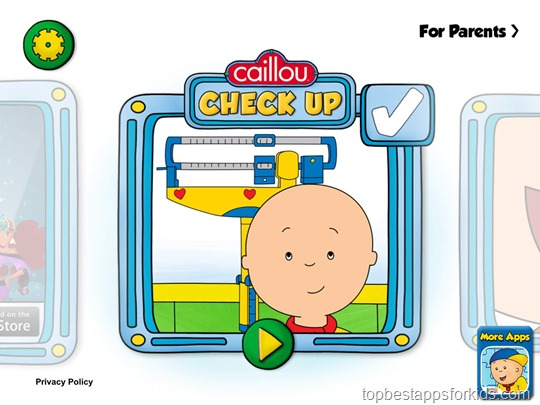 For Parents
caillou
CHECK UP
d on the
Store
More Apps
Privacy Policy
topbestappsforkids.com